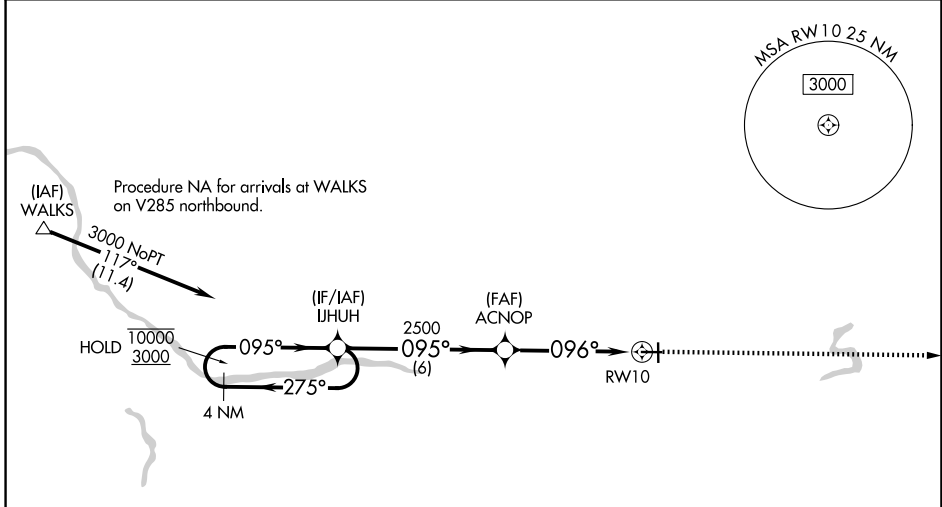 MSA RW10 25 NM
3000
Procedure NA for arrivals at WALKS
on V285 northbound.
(IAF)
WALKS
3000 NoPT
117°
(11.4)
(IF/IAF)
IJHUH
(FAF)
ACNOP
HOLD
10000
3000
095°
2500
095°
(6)
096°
RW10
275°
4 NM